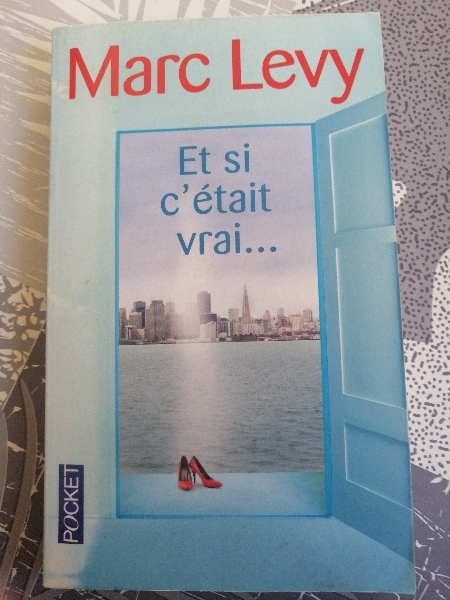 Marc Levy
Et si
c'était
vrai...
POCKET